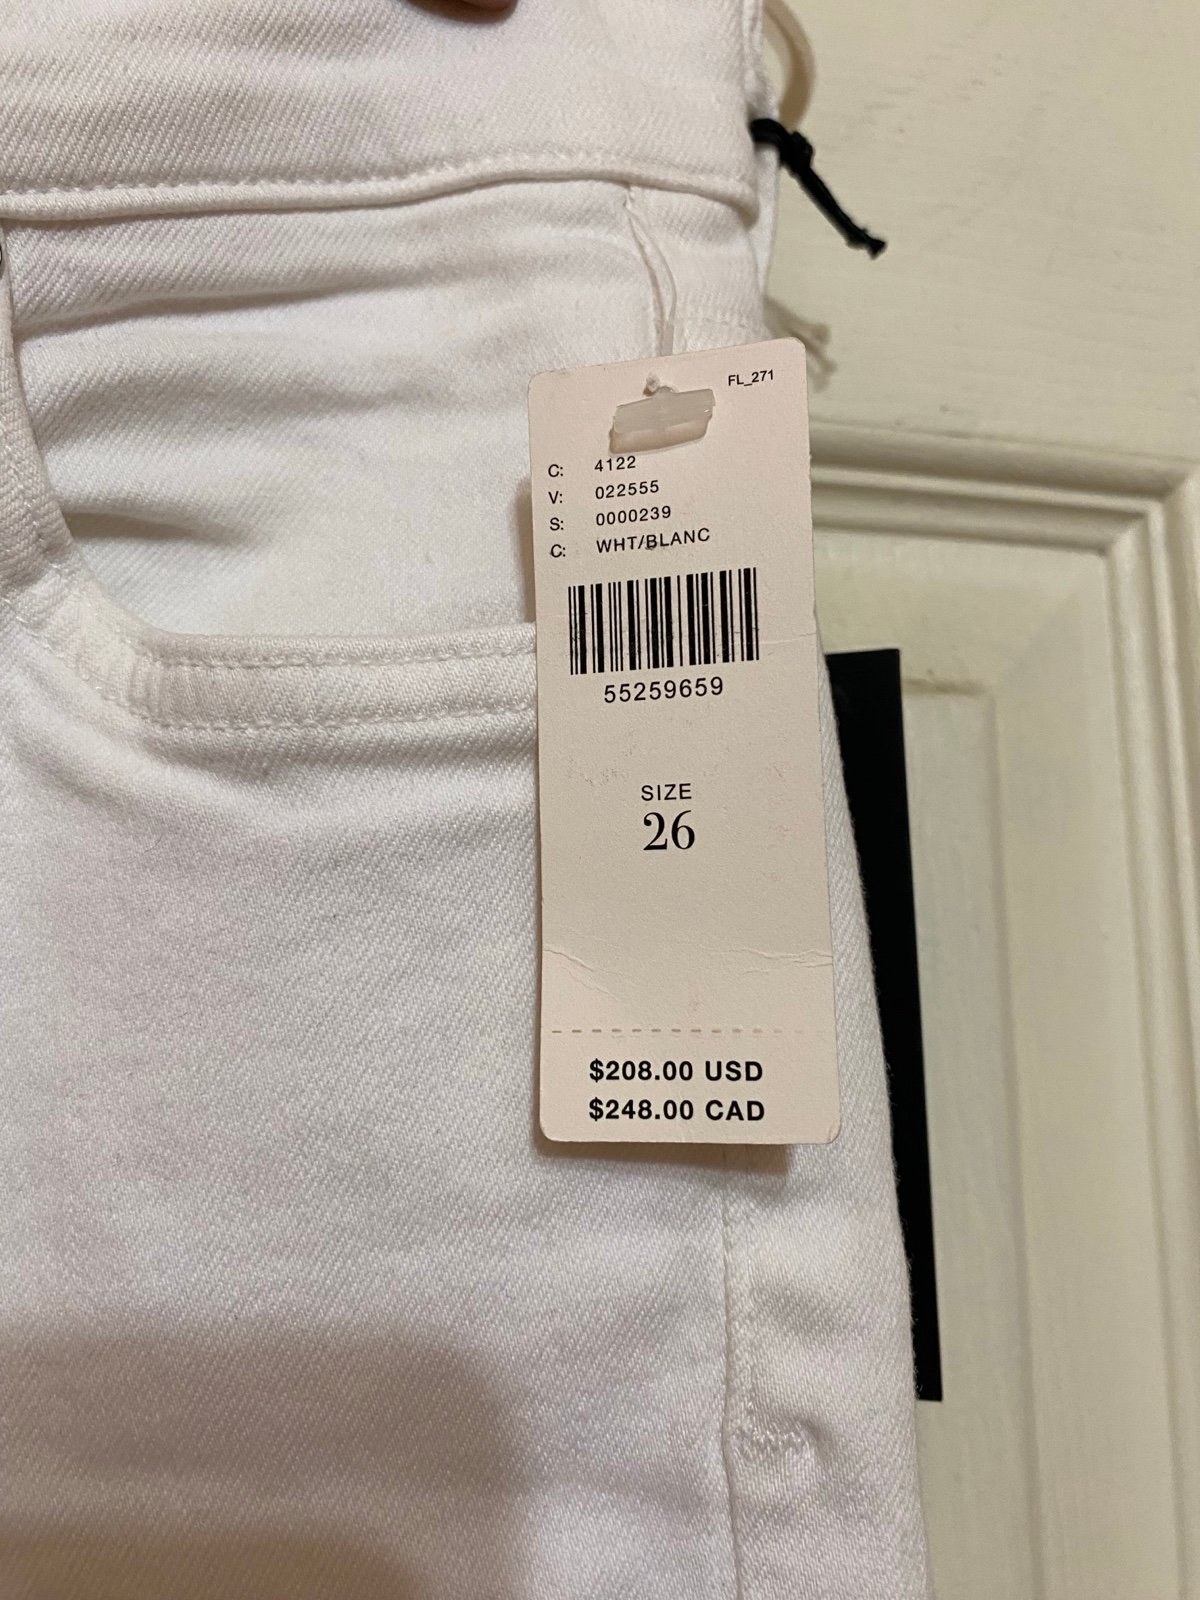 FL_271
C: 4122
V: 022555
S: 0000239
C: WHT/BLANC
55259659
SIZE
26
$208.00 USD
$248.00 CAD